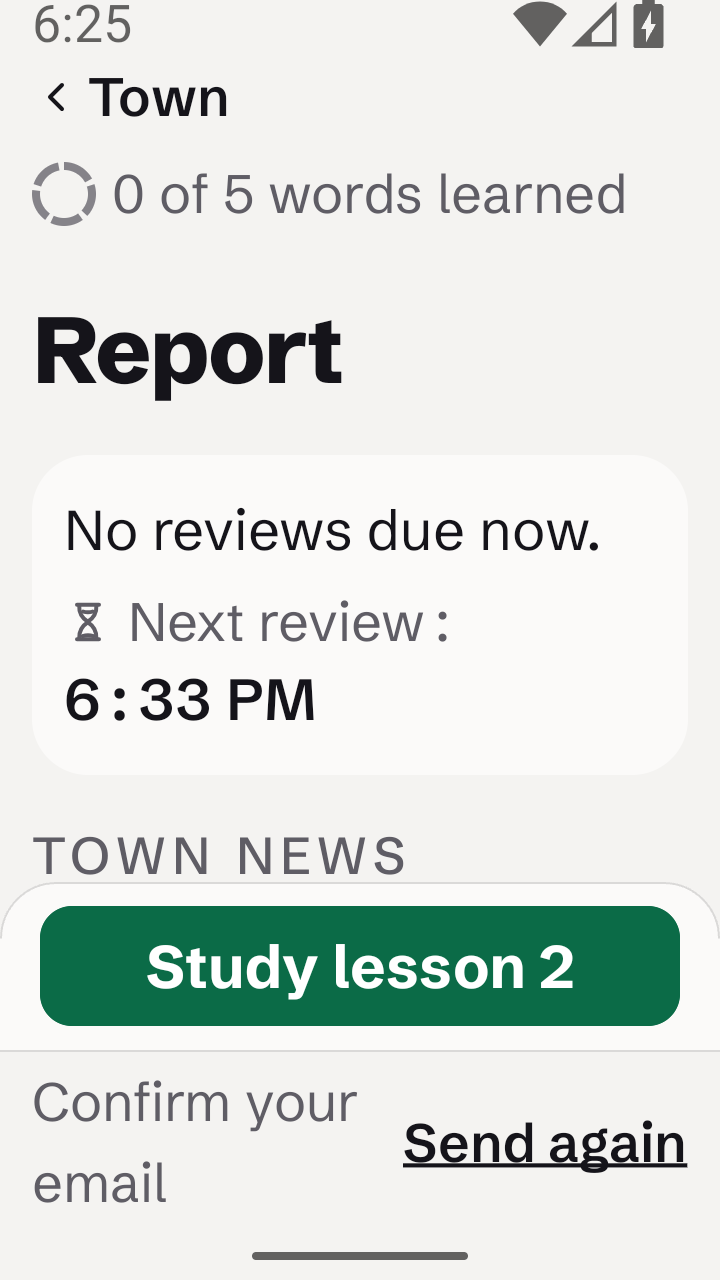 6:25
Town
0 of 5 words learned
Report
No reviews due now.
Next review:
6:33 PM
TOWN NEWS
Study lesson 2
Confirm your
email
Send again